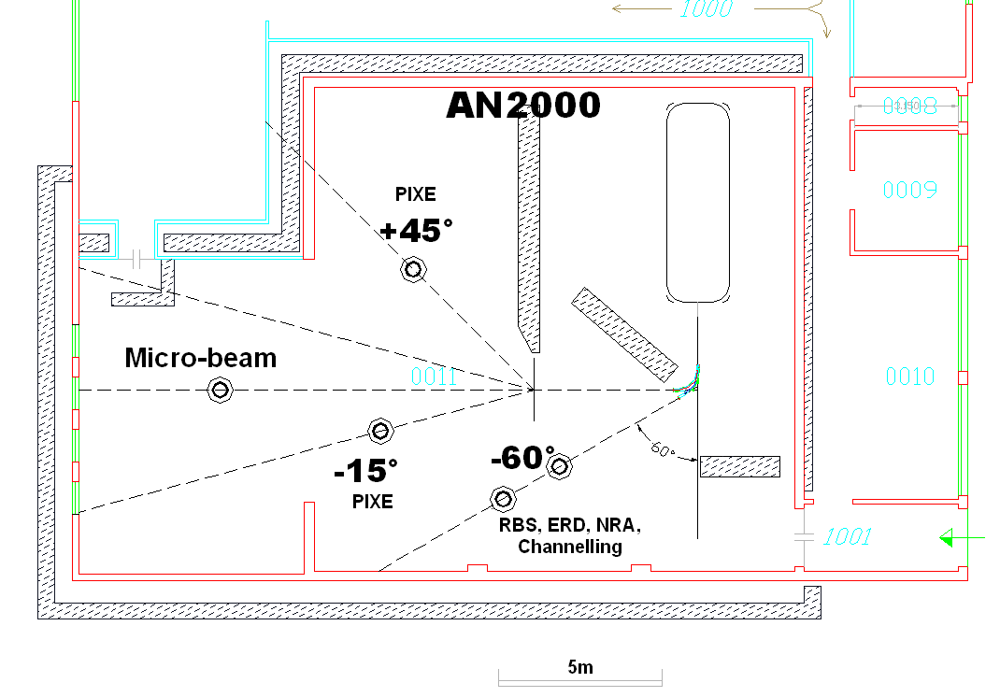 1000
AN2000
0008
PIXE
+45°
0009
Micro-beam
0011
0010
60°
-60°
-15°
PIXE
RBS, ERD, NRA,
Channelling
1001
5m